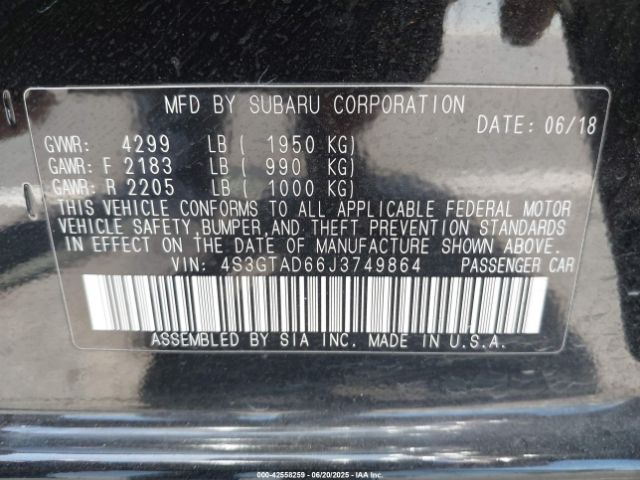 MFD BY SUBARU CORPORATION
DATE: 06/18
GVWR: 4299 LB ( 1950 KG)
GAWR: F 2183 LB ( 990 KG)
GAWR: R 2205 LB ( 1000 KG)
THIS VEHICLE CONFORMS TO ALL APPLICABLE FEDERAL MOTOR
VEHICLE SAFETY,BUMPER,AND THEFT PREVENTION STANDARDS
IN EFFECT ON THE DATE OF MANUFACTURE SHOWN ABOVE.
VIN: 4S3GTAD66J3749864 PASSENGER CAR
ASSEMBLED BY SIA INC. MADE IN U.S.A.
000-42558259 - 06/20/2025 - IAAI.COM